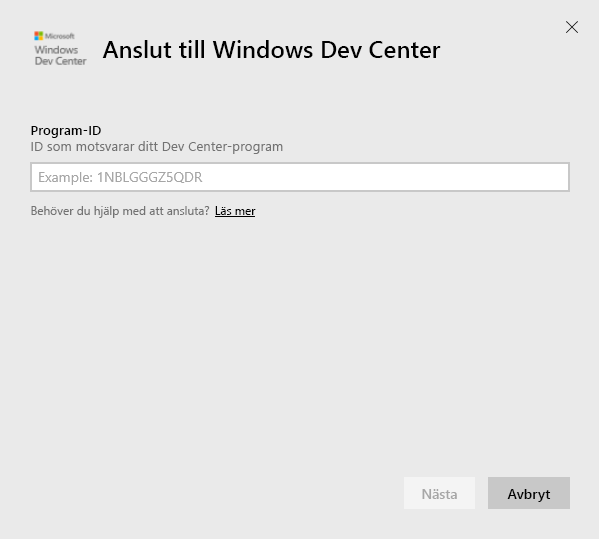 Microsoft
Windows
Dev Center
Anslut till Windows Dev Center
Program-ID
ID som motsvarar ditt Dev Center-program
Example: 1NBLGGGZ5QDR
Behöver du hjälp med att ansluta? Läs mer
Nästa
Avbryt